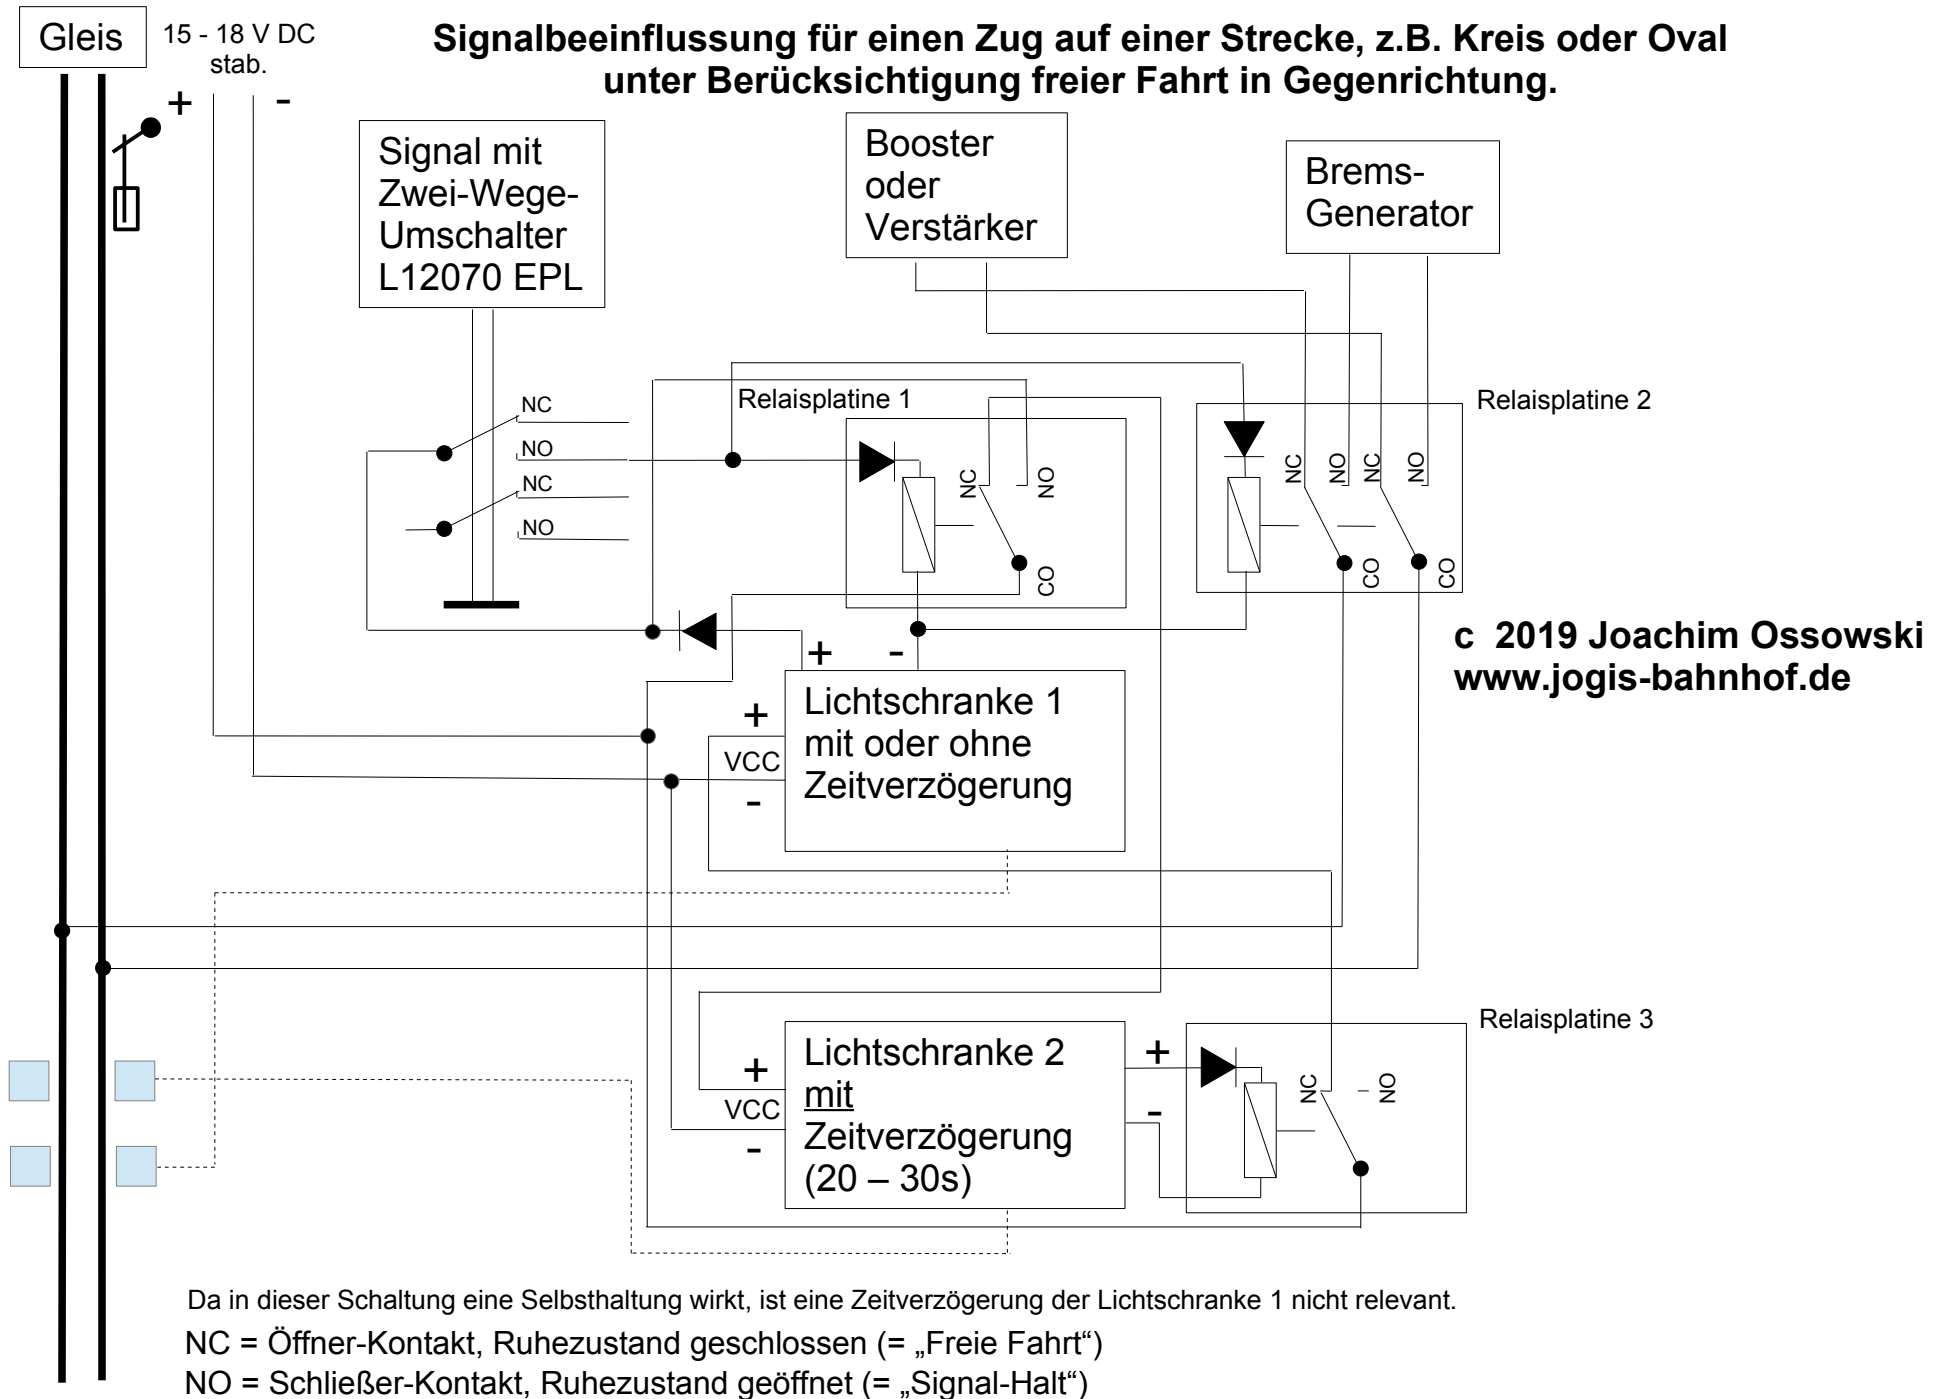 Gleis
15 - 18 V DC
stab.
+ -
Signalbeeinflussung für einen Zug auf einer Strecke, z.B. Kreis oder Oval
unter Berücksichtigung freier Fahrt in Gegenrichtung.
Signal mit
Zwei-Wege-
Umschalter
L12070 EPL
Booster
oder
Verstärker
Brems-
Generator
NC
NO
NC
NO
Relaisplatine 1
NC
NO
CO
Relaisplatine 2
NC
NO
NC
NO
CO
CO
c 2019 Joachim Ossowski
www.jogis-bahnhof.de
+ -
+
VCC
-
Lichtschranke 1
mit oder ohne
Zeitverzögerung
+
VCC
-
Lichtschranke 2
mit
Zeitverzögerung
(20 – 30s)
+
-
Relaisplatine 3
NC
NO
Da in dieser Schaltung eine Selbsthaltung wirkt, ist eine Zeitverzögerung der Lichtschranke 1 nicht relevant.
NC = Öffner-Kontakt, Ruhezustand geschlossen (= „Freie Fahrt“)
NO = Schließer-Kontakt, Ruhezustand geöffnet (= „Signal-Halt“)